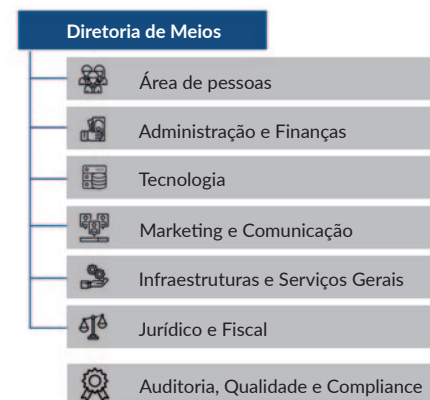 Diretoria de Meios
Área de pessoas
Administração e Finanças
Tecnologia
Marketing e Comunicação
Infraestruturas e Serviços Gerais
Jurídico e Fiscal
Auditoria, Qualidade e Compliance